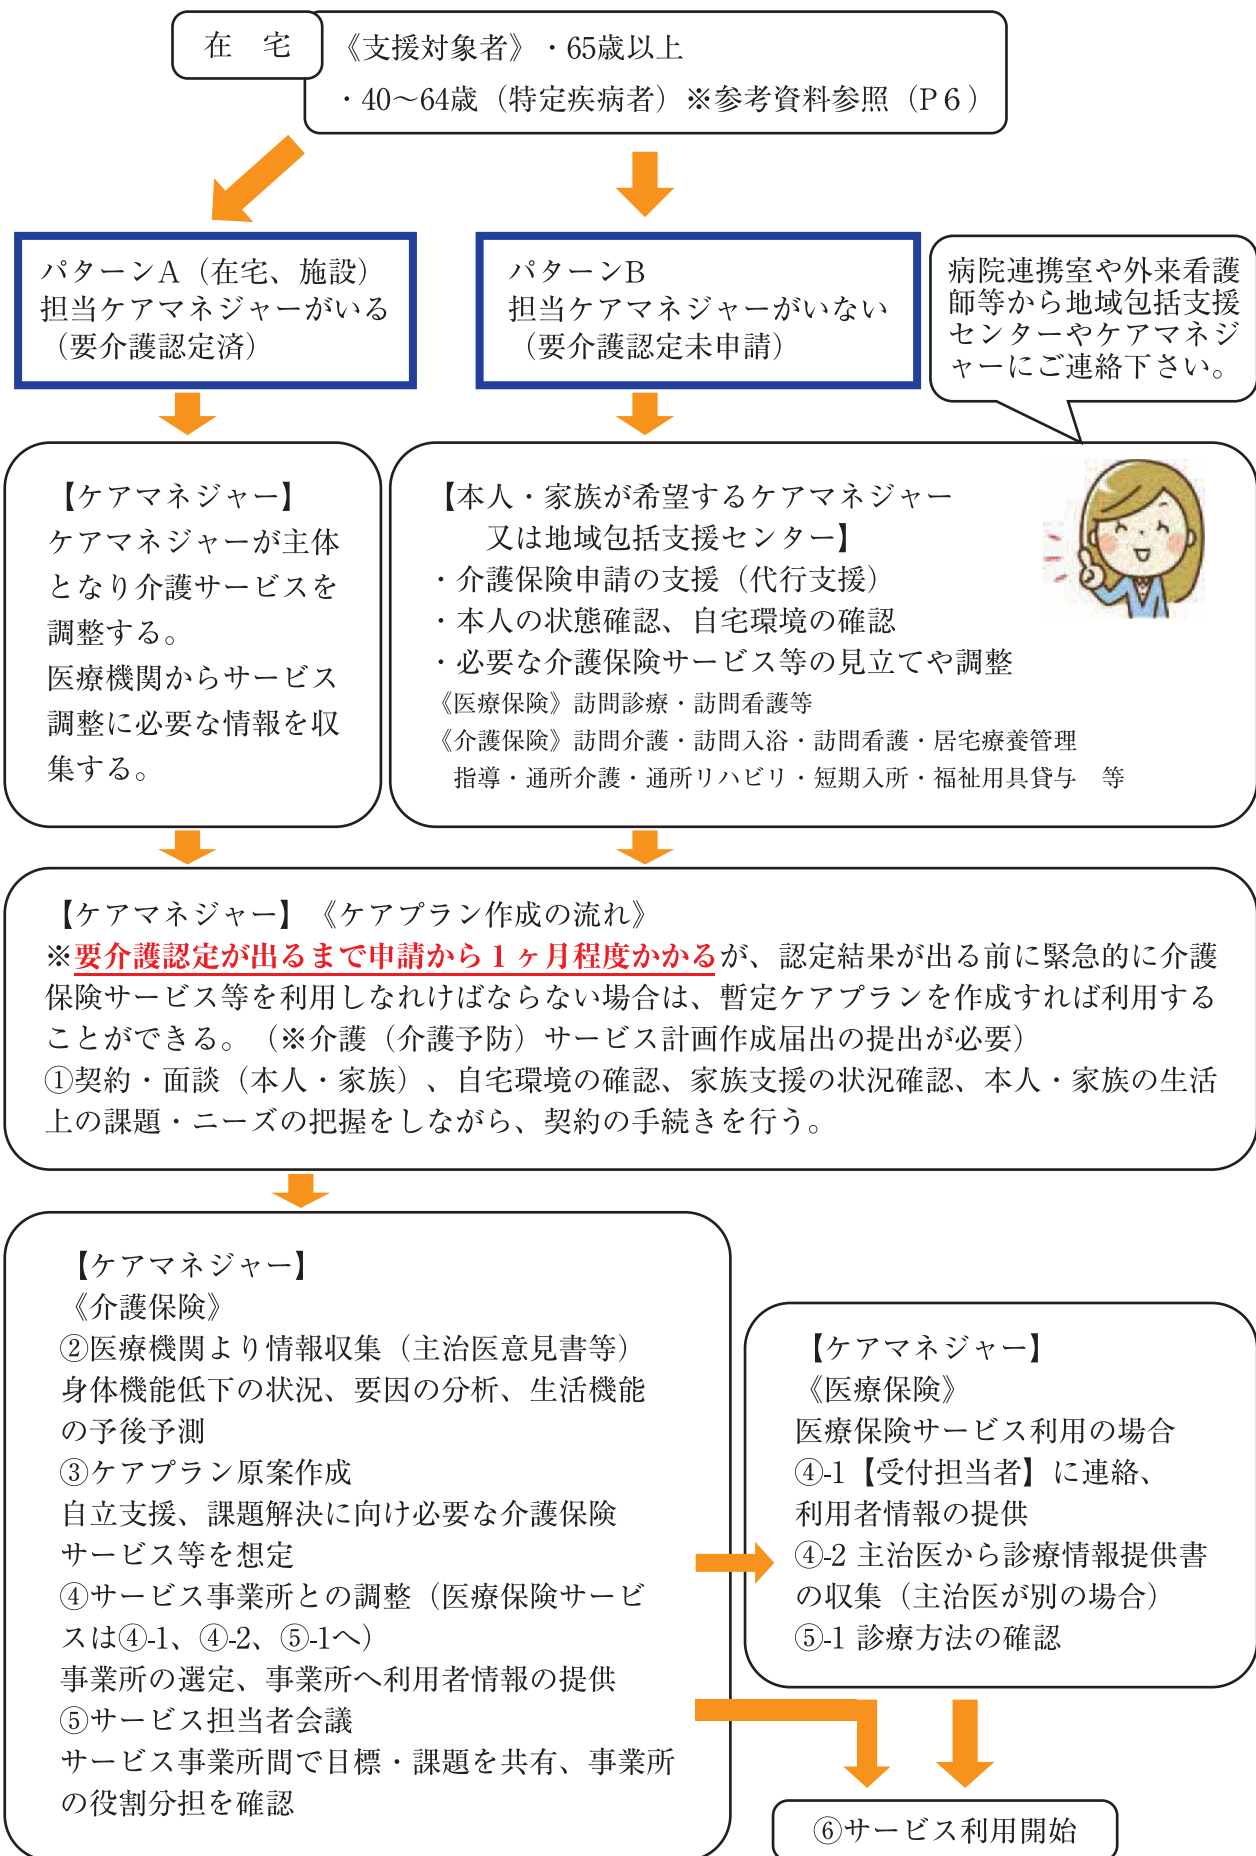 在　宅
《支援対象者》・65歳以上
・40〜64歳（特定疾病者）※参考資料参照（P６）
パターンA（在宅、施設）
担当ケアマネジャーがいる
（要介護認定済）
パターンB
担当ケアマネジャーがいない
（要介護認定未申請）
病院連携室や外来看護
師等から地域包括支援
センターやケアマネジ
ャーにご連絡下さい。
【ケアマネジャー】
ケアマネジャーが主体
となり介護サービスを
調整する。
医療機関からサービス
調整に必要な情報を収
集する。
【本人・家族が希望するケアマネジャー
又は地域包括支援センター】
・介護保険申請の支援（代行支援）
・本人の状態確認、自宅環境の確認
・必要な介護保険サービス等の見立てや調整
《医療保険》訪問診療・訪問看護等
《介護保険》訪問介護・訪問入浴・訪問看護・居宅療養管理
指導・通所介護・通所リハビリ・短期入所・福祉用具貸与　等
【ケアマネジャー】《ケアプラン作成の流れ》
※要介護認定が出るまで申請から１ヶ月程度かかるが、認定結果が出る前に緊急的に介護
保険サービス等を利用しなれけばならない場合は、暫定ケアプランを作成すれば利用する
ことができる。（※介護（介護予防）サービス計画作成届出の提出が必要）
①契約・面談（本人・家族）、自宅環境の確認、家族支援の状況確認、本人・家族の生活
上の課題・ニーズの把握をしながら、契約の手続きを行う。
【ケアマネジャー】
《介護保険》
②医療機関より情報収集（主治医意見書等）
身体機能低下の状況、要因の分析、生活機能
の予後予測
③ケアプラン原案作成
自立支援、課題解決に向け必要な介護保険
サービス等を想定
④サービス事業所との調整（医療保険サービ
スは④-1、④-2、⑤-1へ）
事業所の選定、事業所へ利用者情報の提供
⑤サービス担当者会議
サービス事業所間で目標・課題を共有、事業所
の役割分担を確認
【ケアマネジャー】
《医療保険》
医療保険サービス利用の場合
④-1【受付担当者】に連絡、
利用者情報の提供
④-2 主治医から診療情報提供書
の収集（主治医が別の場合）
⑤-1 診療方法の確認
⑥サービス利用開始